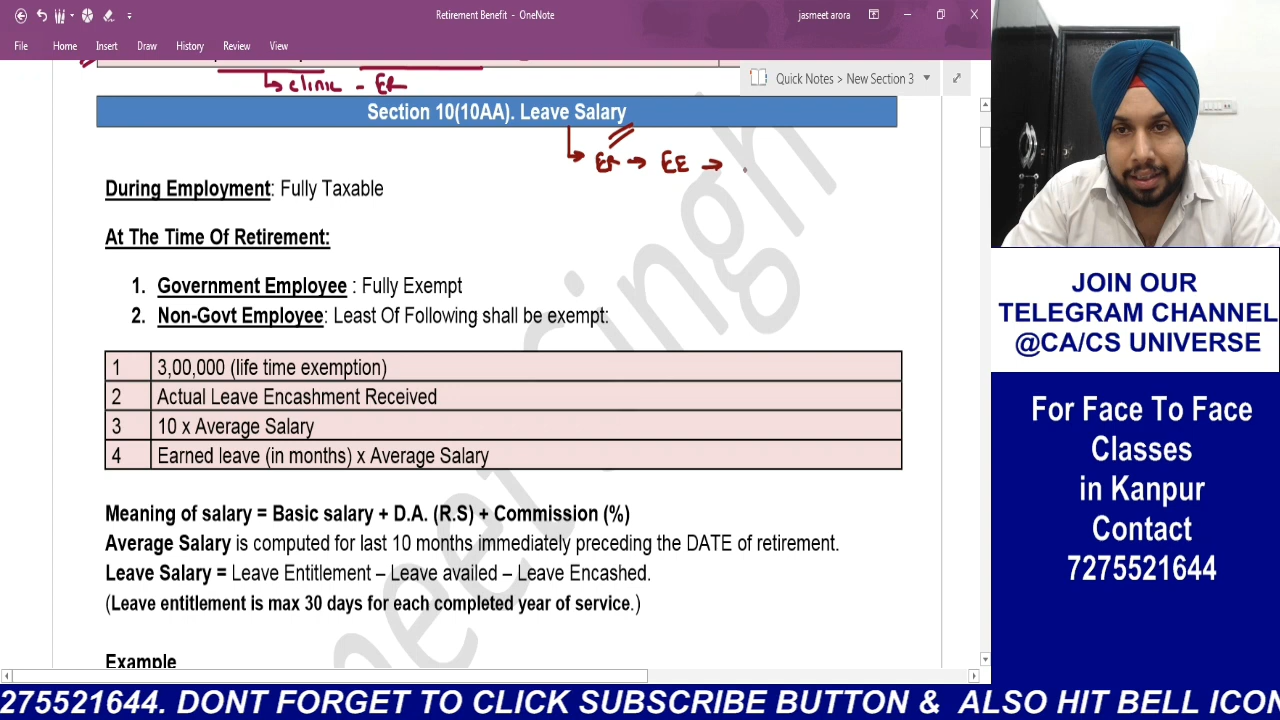 Retirement Benefit - OneNote
jasmeet arora
File Home Insert Draw History Review View
clinic - ER
Quick Notes > New Section 3
Section 10(10AA). Leave Salary
ER → EE →
During Employment: Fully Taxable
At The Time Of Retirement:
1. Government Employee : Fully Exempt
2. Non-Govt Employee: Least Of Following shall be exempt:
1 3,00,000 (life time exemption)
2 Actual Leave Encashment Received
3 10 x Average Salary
4 Earned leave (in months) x Average Salary
Meaning of salary = Basic salary + D.A. (R.S) + Commission (%)
Average Salary is computed for last 10 months immediately preceding the DATE of retirement.
Leave Salary = Leave Entitlement – Leave availed – Leave Encashed.
(Leave entitlement is max 30 days for each completed year of service.)
Example
JOIN OUR
TELEGRAM CHANNEL
@CA/CS UNIVERSE
For Face To Face
Classes
in Kanpur
Contact
7275521644
275521644. DONT FORGET TO CLICK SUBSCRIBE BUTTON & ALSO HIT BELL ICON